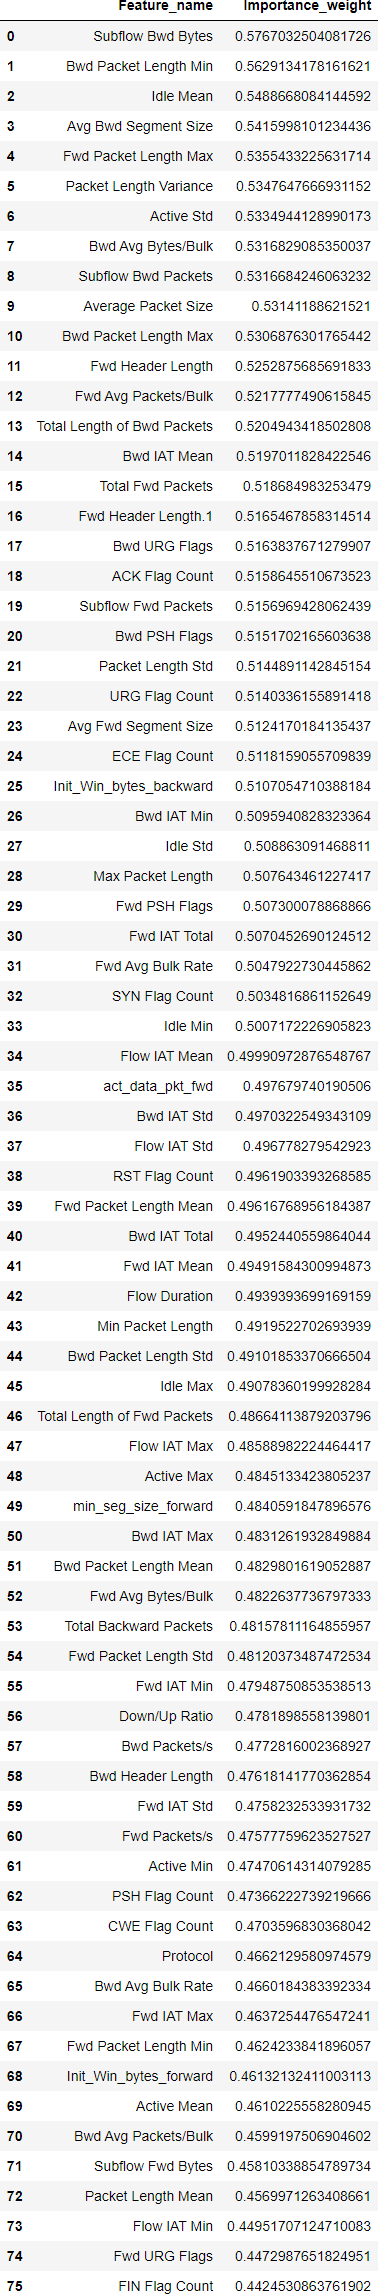 Feature_name Importance_weight
0 Subflow Bwd Bytes 0.5767032504081726
1 Bwd Packet Length Min 0.5629134178161621
2 Idle Mean 0.5488668084144592
3 Avg Bwd Segment Size 0.5415998101234436
4 Fwd Packet Length Max 0.5355433225631714
5 Packet Length Variance 0.5347647666931152
6 Active Std 0.5334944128990173
7 Bwd Avg Bytes/Bulk 0.5316829085350037
8 Subflow Bwd Packets 0.5316684246063232
9 Average Packet Size 0.53141188621521
10 Bwd Packet Length Max 0.5306876301765442
11 Fwd Header Length 0.5252875685691833
12 Fwd Avg Packets/Bulk 0.5217777490615845
13 Total Length of Bwd Packets 0.5204943418502808
14 Bwd IAT Mean 0.5197011828422546
15 Total Fwd Packets 0.518684983253479
16 Fwd Header Length.1 0.5165467858314514
17 Bwd URG Flags 0.5163837671279907
18 ACK Flag Count 0.5158645510673523
19 Subflow Fwd Packets 0.5156969428062439
20 Bwd PSH Flags 0.5151702165603638
21 Packet Length Std 0.5144891142845154
22 URG Flag Count 0.5140336155891418
23 Avg Fwd Segment Size 0.5124170184135437
24 ECE Flag Count 0.5118159055709839
25 Init_Win_bytes_backward 0.5107054710388184
26 Bwd IAT Min 0.5095940828323364
27 Idle Std 0.508863091468811
28 Max Packet Length 0.507643461227417
29 Fwd PSH Flags 0.507300078868866
30 Fwd IAT Total 0.5070452690124512
31 Fwd Avg Bulk Rate 0.5047922730445862
32 SYN Flag Count 0.5034816861152649
33 Idle Min 0.5007172226905823
34 Flow IAT Mean 0.49990972876548767
35 act_data_pkt_fwd 0.497679740190506
36 Bwd IAT Std 0.4970322549343109
37 Flow IAT Std 0.496778279542923
38 RST Flag Count 0.4961903393268585
39 Fwd Packet Length Mean 0.49616768956184387
40 Bwd IAT Total 0.4952440559864044
41 Fwd IAT Mean 0.49491584300994873
42 Flow Duration 0.4939393699169159
43 Min Packet Length 0.4919522702693939
44 Bwd Packet Length Std 0.49101853370666504
45 Idle Max 0.49078360199928284
46 Total Length of Fwd Packets 0.48664113879203796
47 Flow IAT Max 0.48588982224464417
48 Active Max 0.4845133423805237
49 min_seg_size_forward 0.4840591847896576
50 Bwd IAT Max 0.4831261932849884
51 Bwd Packet Length Mean 0.4829801619052887
52 Fwd Avg Bytes/Bulk 0.4822637736797333
53 Total Backward Packets 0.48157811164855957
54 Fwd Packet Length Std 0.48120373487472534
55 Fwd IAT Min 0.47948750853538513
56 Down/Up Ratio 0.4781898558139801
57 Bwd Packets/s 0.4772816002368927
58 Bwd Header Length 0.47618141770362854
59 Fwd IAT Std 0.4758232533931732
60 Fwd Packets/s 0.47577759623527527
61 Active Min 0.47470614314079285
62 PSH Flag Count 0.47366222739219666
63 CWE Flag Count 0.4703596830368042
64 Protocol 0.4662129580974579
65 Bwd Avg Bulk Rate 0.4660184383392334
66 Fwd IAT Max 0.4637254476547241
67 Fwd Packet Length Min 0.4624233841896057
68 Init_Win_bytes_forward 0.46132132411003113
69 Active Mean 0.4610225558280945
70 Bwd Avg Packets/Bulk 0.4599197506904602
71 Subflow Fwd Bytes 0.45810338854789734
72 Packet Length Mean 0.4569971263408661
73 Flow IAT Min 0.44951707124710083
74 Fwd URG Flags 0.4472987651824951
75 FIN Flag Count 0.4424530863761902